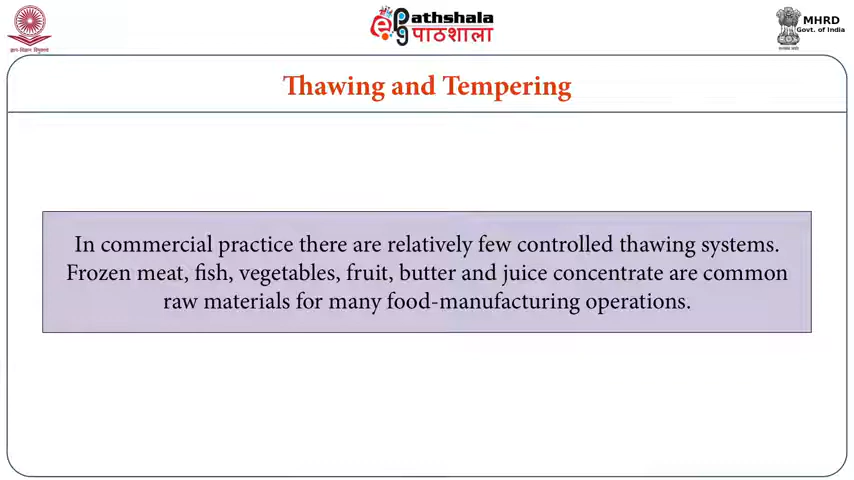 ePathshala
पाठशाला
MHRD
Govt. of India
Thawing and Tempering
In commercial practice there are relatively few controlled thawing systems.
Frozen meat, fish, vegetables, fruit, butter and juice concentrate are common
raw materials for many food-manufacturing operations.